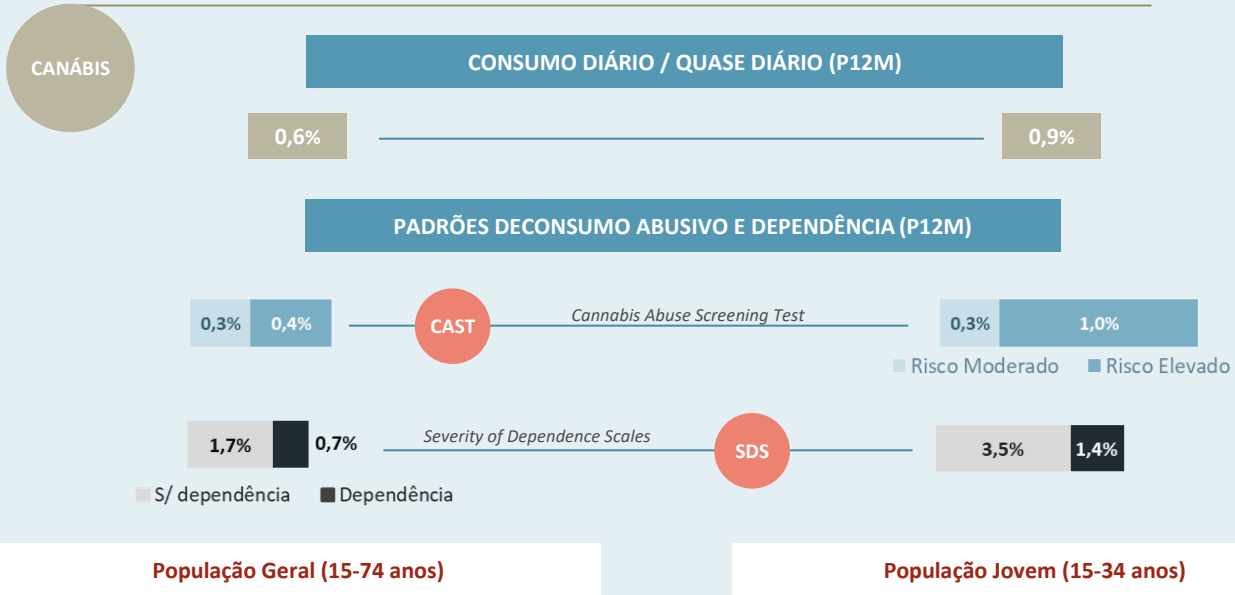 CANÁBIS
CONSUMO DIÁRIO / QUASE DIÁRIO (P12M)
0,6%
0,9%
PADRÕES DECONSUMO ABUSIVO E DEPENDÊNCIA (P12M)
0,3%
0,4%
CAST
Cannabis Abuse Screening Test
0,3%
1,0%
Risco Moderado
Risco Elevado
1,7%
0,7%
Severity of Dependence Scales
SDS
3,5%
1,4%
S/ dependência
Dependência
População Geral (15-74 anos)
População Jovem (15-34 anos)